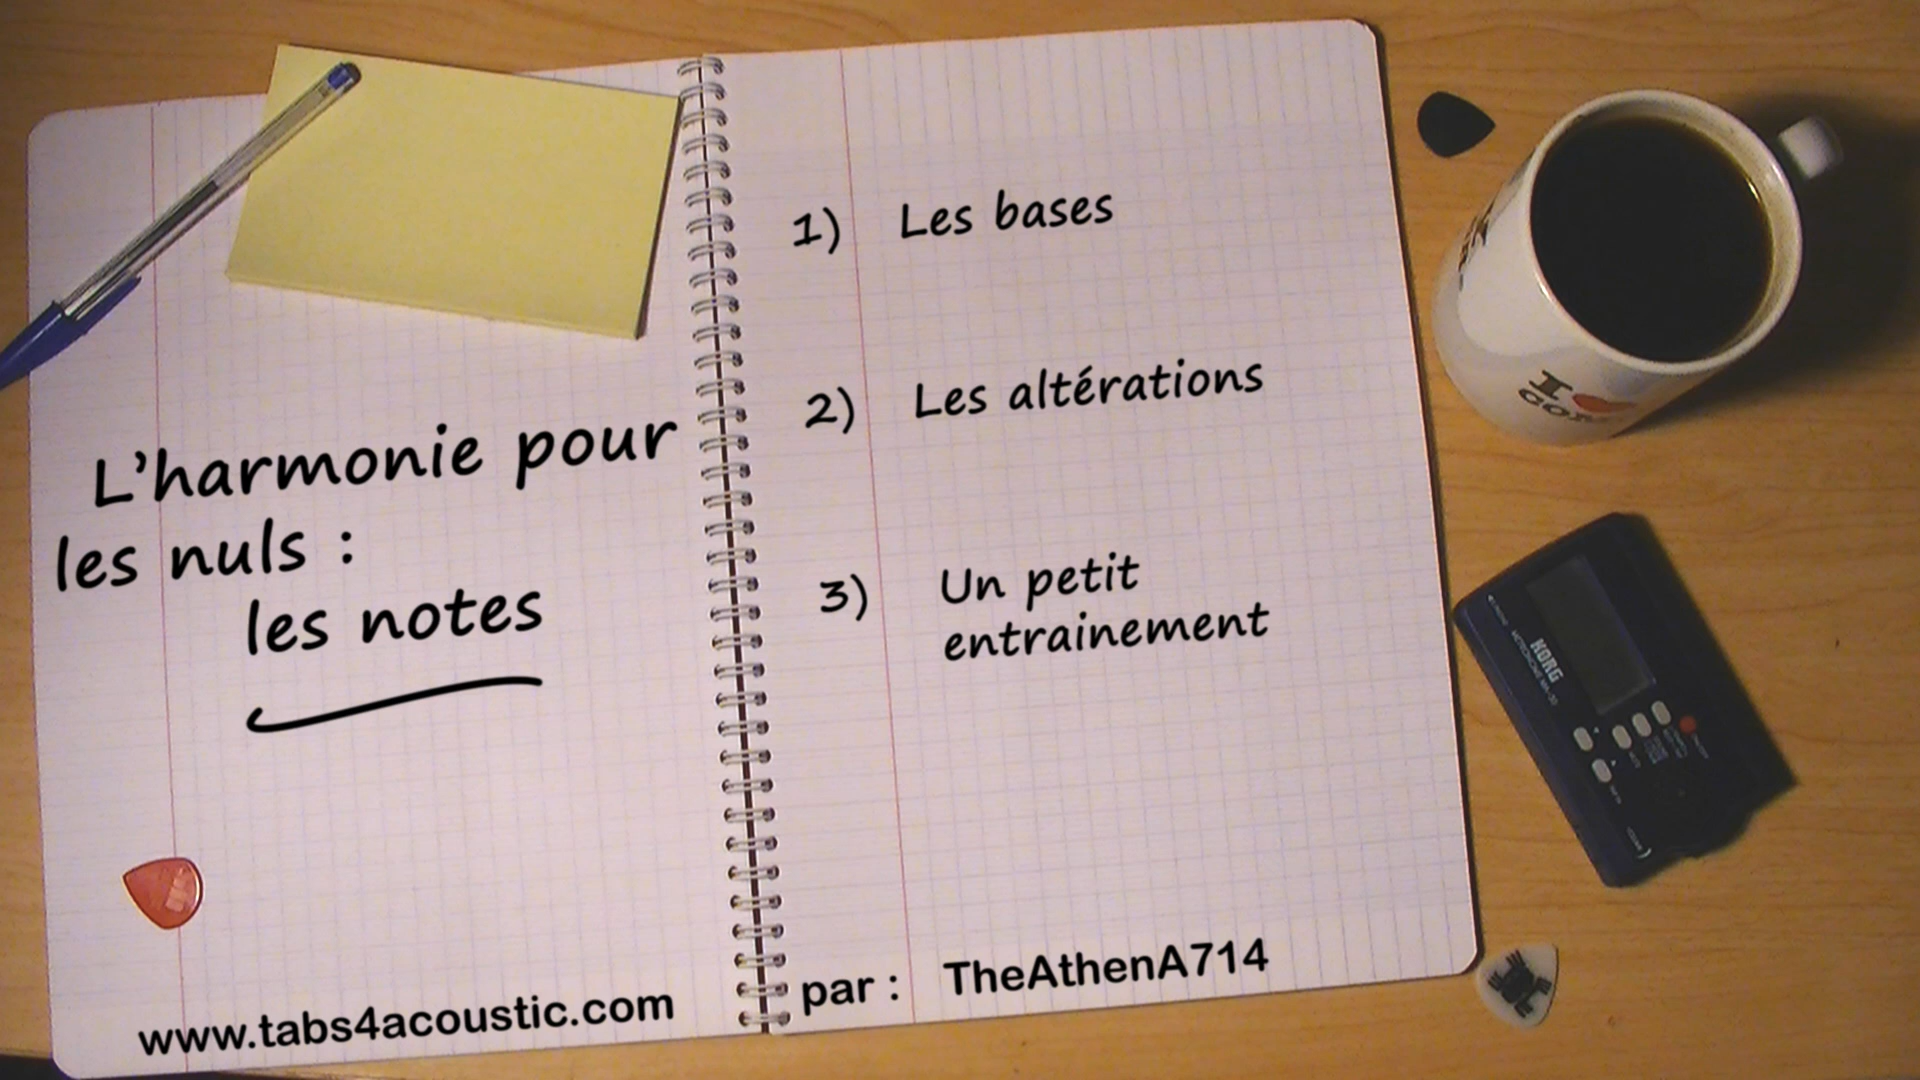 L'harmonie pour
les nuls :
les notes
www.tabs4acoustic.com
1) Les bases
2) Les altérations
3) Un petit
entrainement
par : TheAthenA714
I
KORG